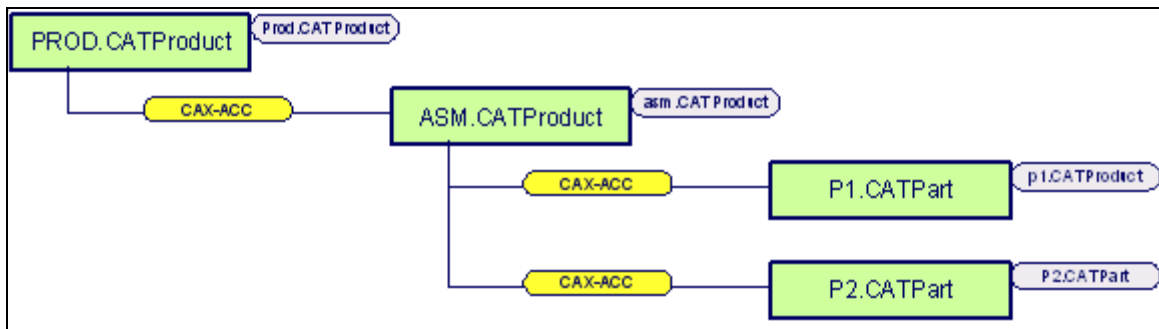 PROD.CATProduct
Prod.CATProduct
CAX-ACC
ASM.CATProduct
asm.CATProduct
CAX-ACC
P1.CATPart
p1.CATProduct
CAX-ACC
P2.CATPart
P2.CATPart